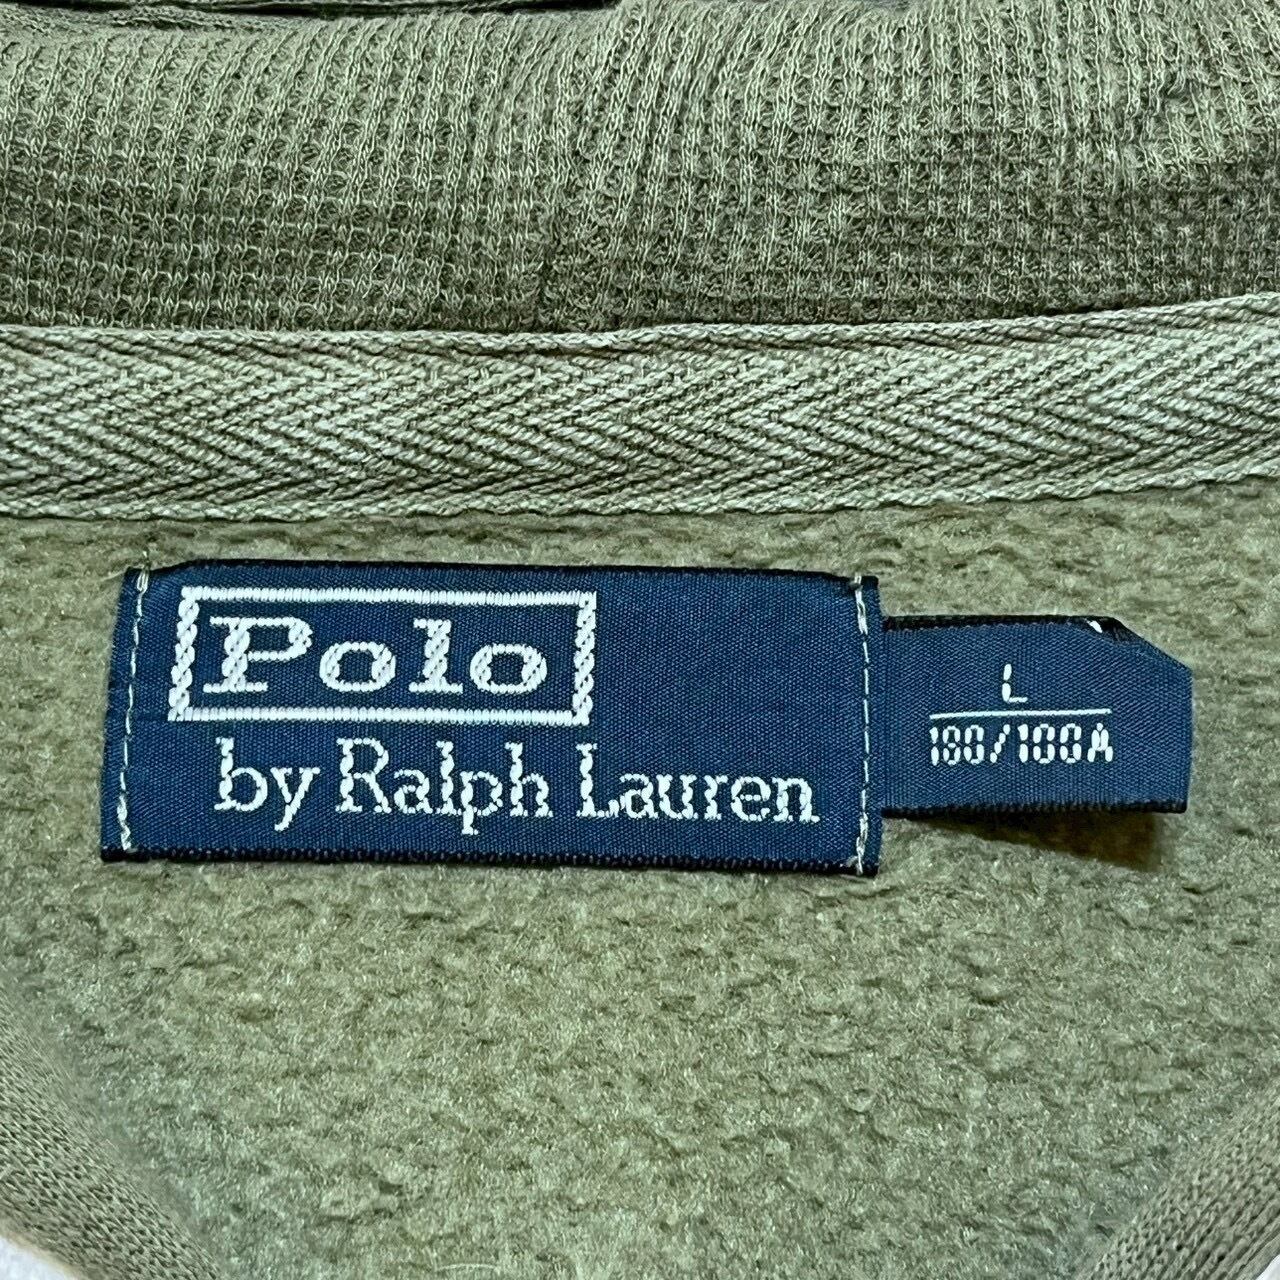 Polo
by Ralph Lauren
L
180/100A